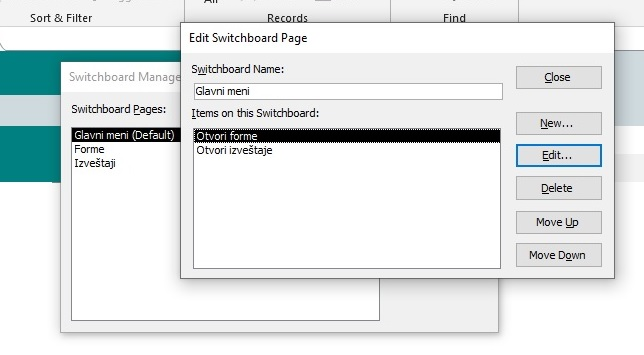 All
Sort & Filter
Records
Find
Edit Switchboard Page
Switchboard Manage
Switchboard Name:
Close
Glavni meni
Switchboard Pages:
Items on this Switchboard:
New...
Glavni meni (Default)
Otvori forme
Forme
Otvori izveštaje
Edit...
Izveštaji
Delete
Move Up
Move Down